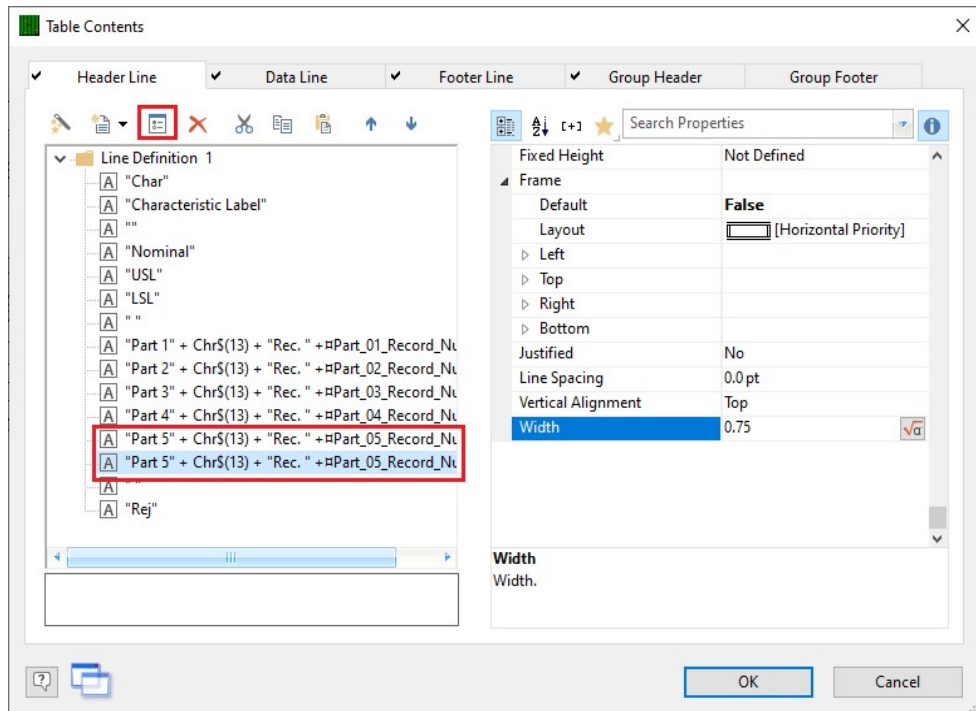 Table Contents
Header Line
Data Line
Footer Line
Group Header
Group Footer
Search Properties
Line Definition 1
"Char"
"Characteristic Label"
""
"Nominal"
"USL"
"LSL"
" "
"Part 1" + Chr$(13) + "Rec. " +¤Part_01_Record_Nu
"Part 2" + Chr$(13) + "Rec. " +¤Part_02_Record_Nu
"Part 3" + Chr$(13) + "Rec. " +¤Part_03_Record_Nu
"Part 4" + Chr$(13) + "Rec. " +¤Part_04_Record_Nu
"Part 5" + Chr$(13) + "Rec. " +¤Part_05_Record_Nu
"Part 5" + Chr$(13) + "Rec. " +¤Part_05_Record_Nu
" "
"Rej"
Fixed Height Not Defined
Frame
Default False
Layout [Horizontal Priority]
Left
Top
Right
Bottom
Justified No
Line Spacing 0.0 pt
Vertical Alignment Top
Width 0.75
Width
Width.
OK
Cancel